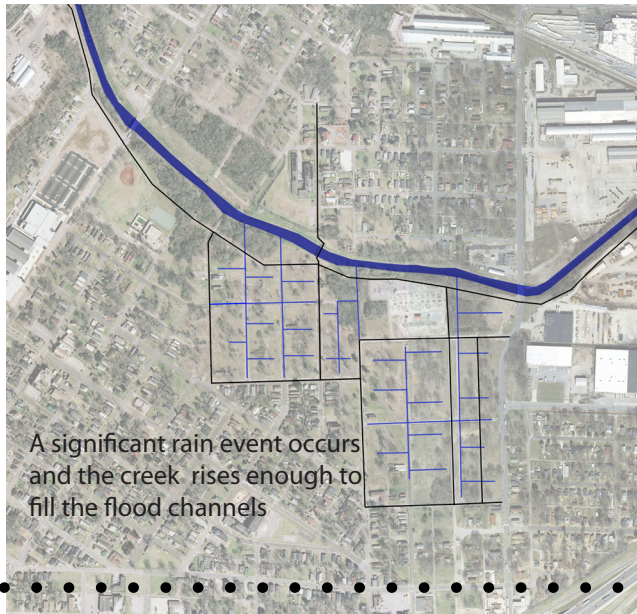 A significant rain event occurs
and the creek rises enough to
fill the flood channels